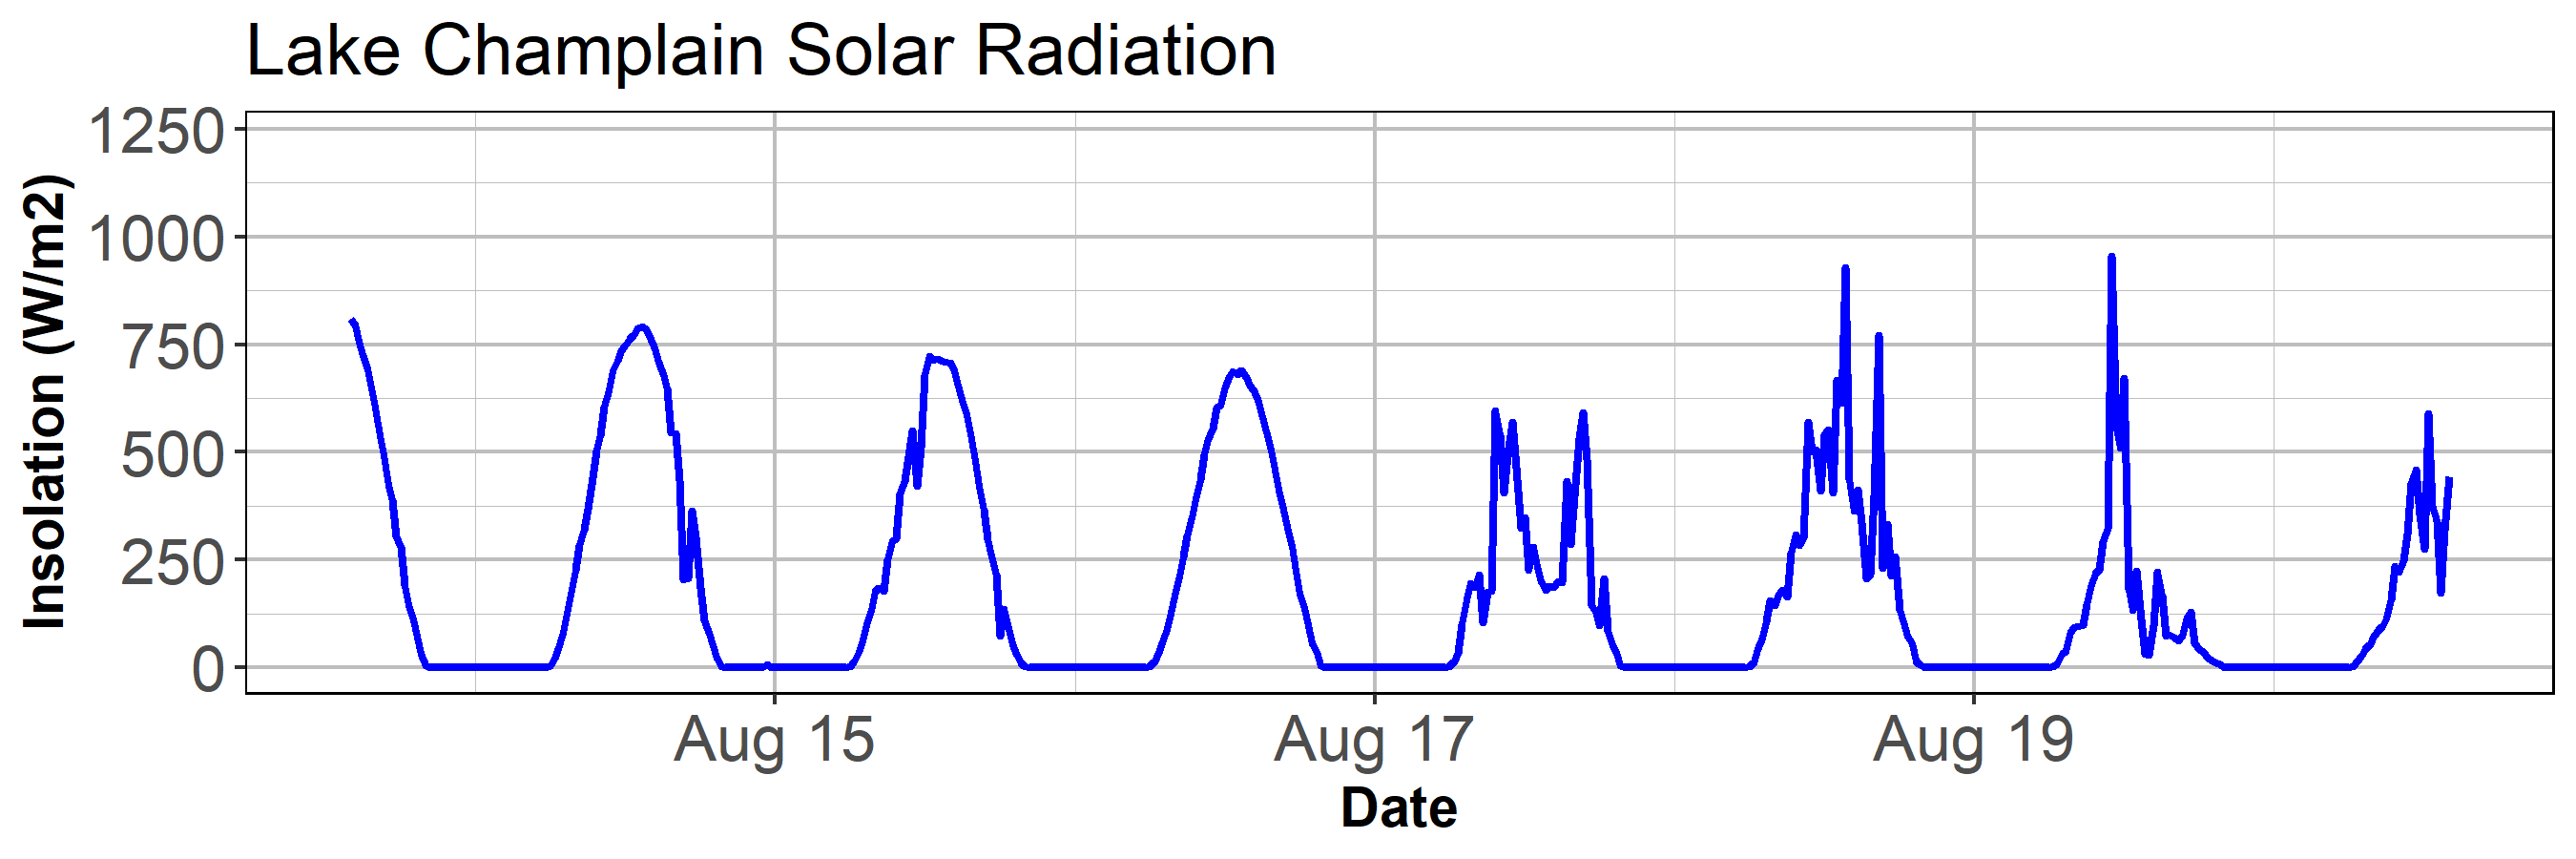 Lake Champlain Solar Radiation
1250
1000
750
500
250
0
Insolation (W/m2)
Aug 15 Aug 17 Aug 19
Date